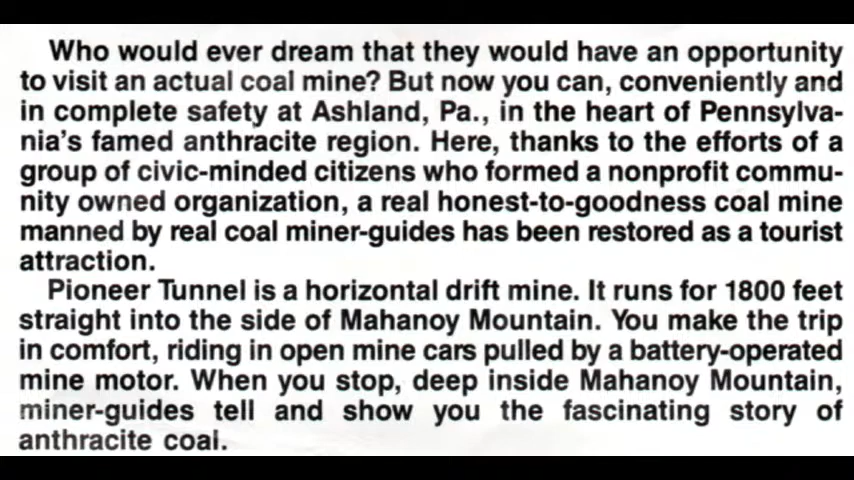 Who would ever dream that they would have an opportunity
to visit an actual coal mine? But now you can, conveniently and
in complete safety at Ashland, Pa., in the heart of Pennsylva-
nia's famed anthracite region. Here, thanks to the efforts of a
group of civic-minded citizens who formed a nonprofit commu-
nity owned organization, a real honest-to-goodness coal mine
manned by real coal miner-guides has been restored as a tourist
attraction.
Pioneer Tunnel is a horizontal drift mine. It runs for 1800 feet
straight into the side of Mahanoy Mountain. You make the trip
in comfort, riding in open mine cars pulled by a battery-operated
mine motor. When you stop, deep inside Mahanoy Mountain,
miner-guides tell and show you the fascinating story of
anthracite coal.